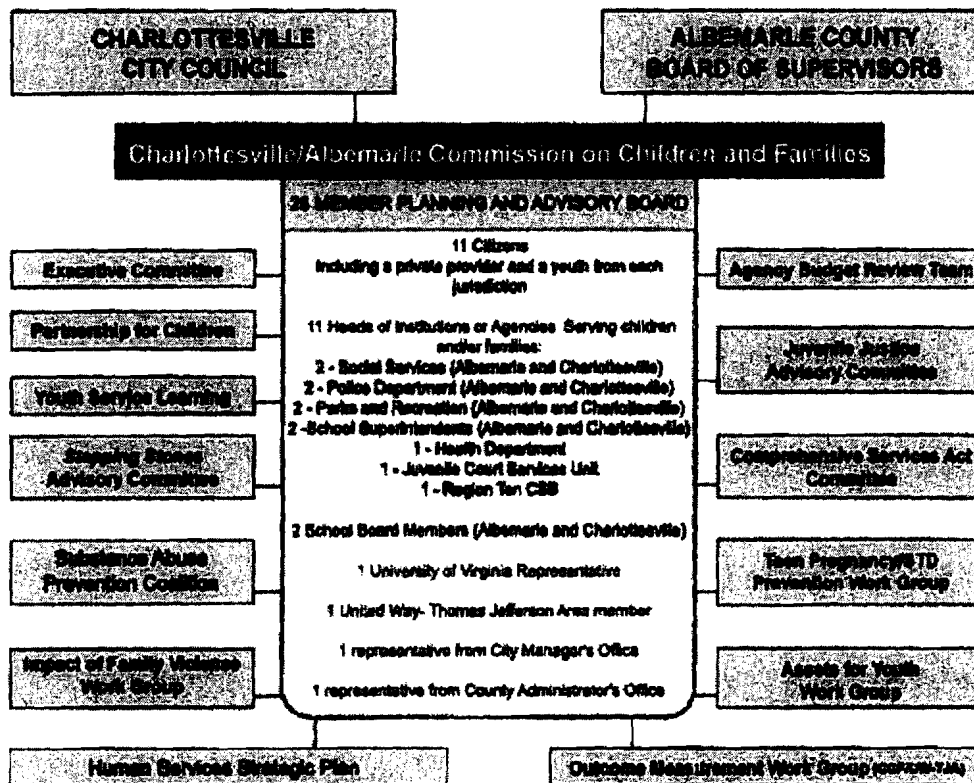 CHARLOTTESVILLE
CITY COUNCIL
ALBEMARLE COUNTY
BOARD OF SUPERVISORS
Charlottesville/Albemarle Commission on Children and Families
MEMBER PLANNING AND ADVISORY BOARD
11 Citizens
Including a private provider and a youth from each
jurisdiction
11 Heads of Institutions or Agencies Serving children
and/or families:
2 - Social Services (Albemarle and Charlottesville)
2 - Police Department (Albemarle and Charlottesville)
2 - Parks and Recreation (Albemarle and Charlottesville)
2 -School Superintendents (Albemarle and Charlottesville)
1 - Health Department
1 - Juvenile Court Services Unit
1 - Region Ten CSB
2 School Board Members (Albemarle and Charlottesville)
1 University of Virginia Representative
1 United Way- Thomas Jefferson Area member
1 representative from City Manager's Office
1 representative from County Administrator's Office
Executive Committee
Partnership for Children
Youth Service Learning
Stepping Stones
Advisory Committee
Substance Abuse
Prevention Coalition
Impact of Family Violence
Work Group
Agency Budget Review Team
Juvenile Justice
Advisory Committee
Comprehensive Services Act
Committee
Teen Pregnancy/STD
Prevention Work Group
Assets for Youth
Work Group
Human Services Strategic Plan
Outcome Measurement Work Group